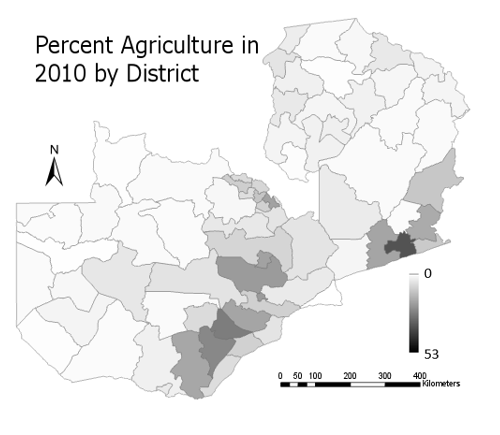 Percent Agriculture in
2010 by District
N
0
53
0 50 100 200 300 400
Kilometers